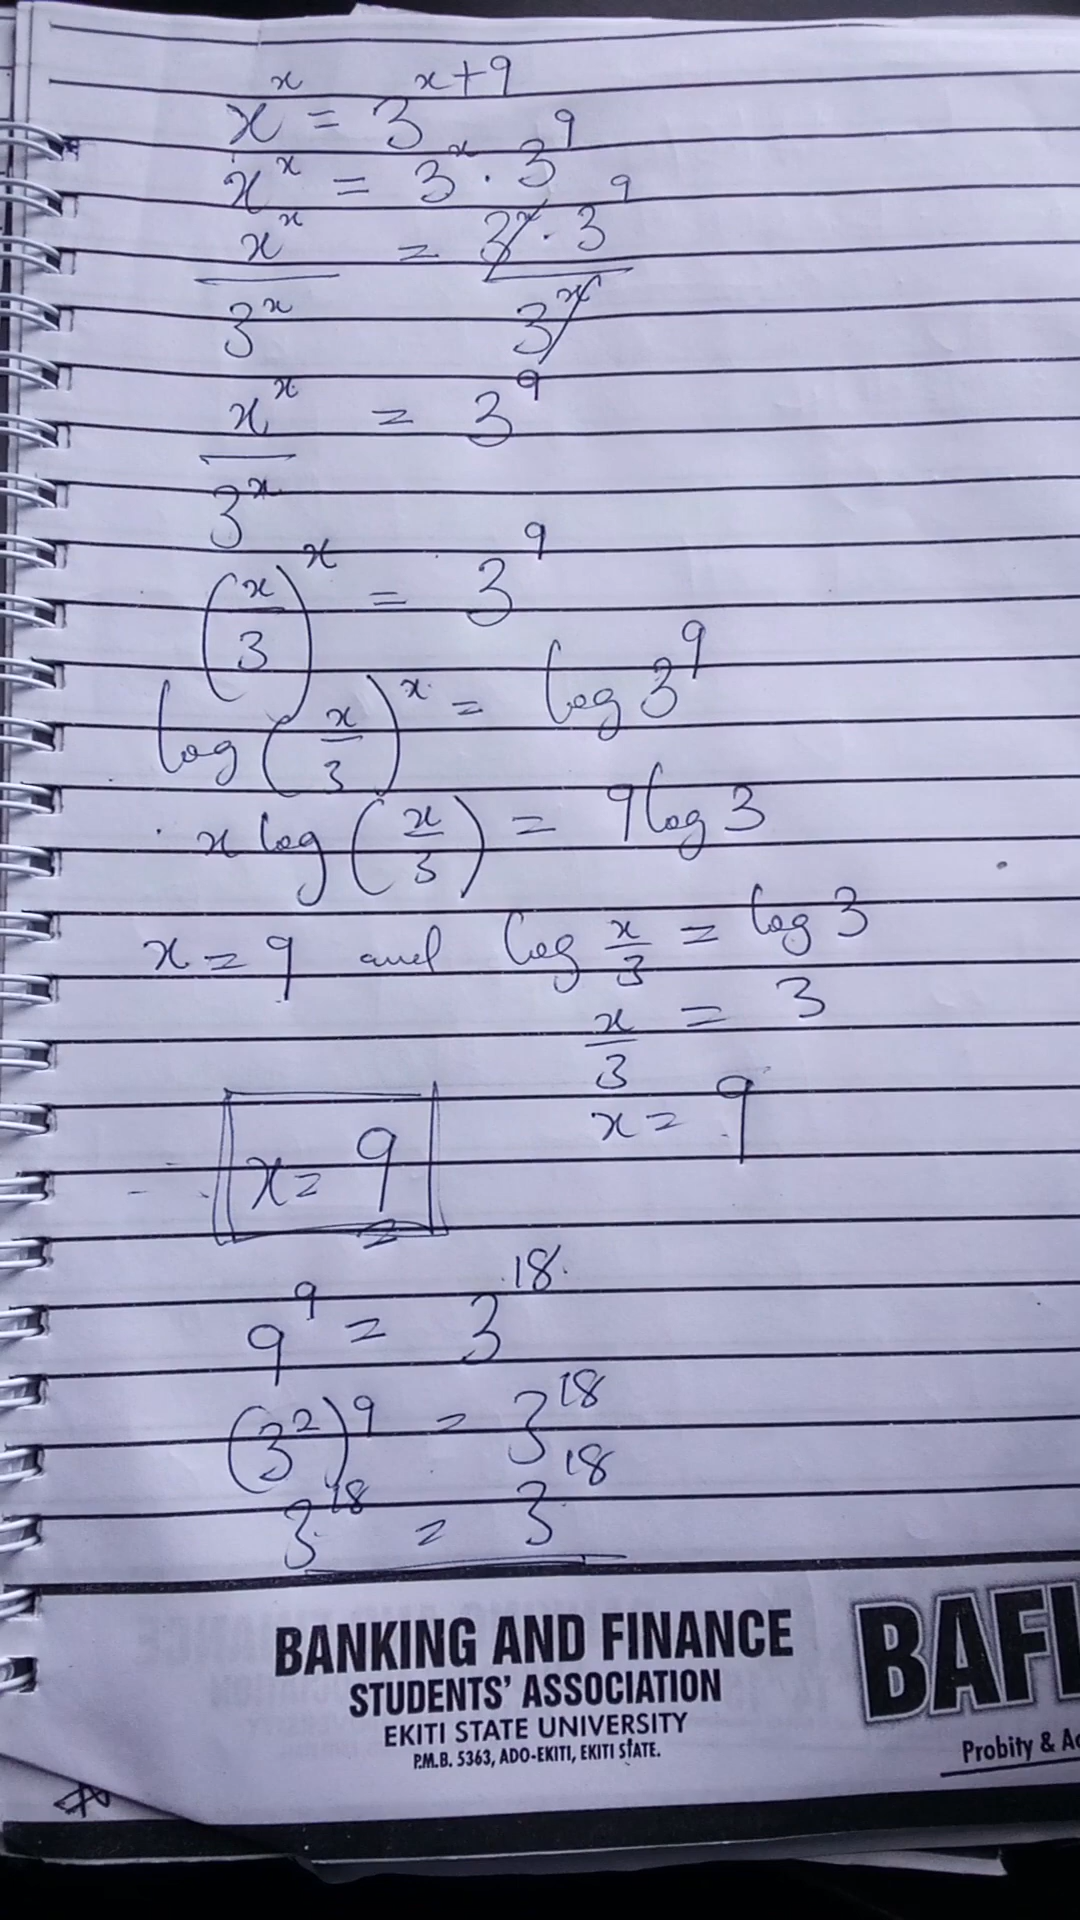 x^x = 3^(x+9)
x^x = 3^x · 3^9
x^x / 3^x = 3^x · 3^9 / 3^x
x^x / 3^x = 3^9
(x/3)^x = 3^9
log (x/3)^x = log 3^9
x log (x/3) = 9 log 3
x = 9 and log x/3 = log 3
x/3 = 3
x = 9
x = 9
9^9 = 3^18
(3^2)^9 = 3^18
3^18 = 3^18
BANKING AND FINANCE
STUDENTS' ASSOCIATION
EKITI STATE UNIVERSITY
P.M.B. 5363, ADO-EKITI, EKITI STATE.
BAF
Probity &